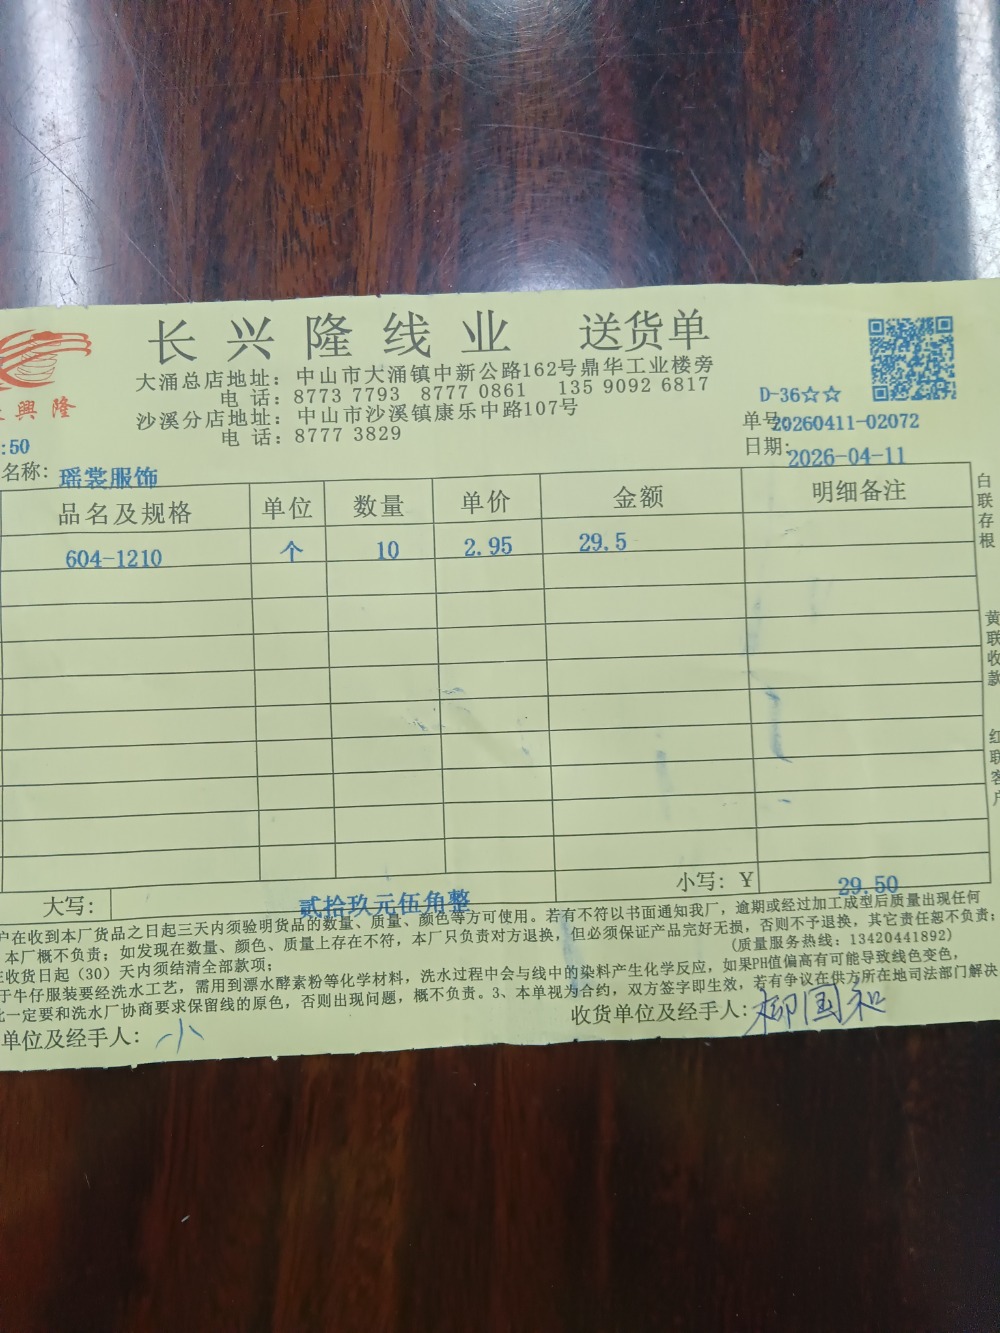 长兴隆线业 送货单
興隆
大涌总店地址：中山市大涌镇中新公路162号鼎华工业楼旁
电 话：8773 7793 8777 0861 135 9092 6817
沙溪分店地址：中山市沙溪镇康乐中路107号
电 话：8777 3829
D-36☆☆
单号:20260411-02072
日期:2026-04-11
:50
名称：瑶裳服饰
品名及规格 单位 数量 单价 金额 明细备注
604-1210 个 10 2.95 29.5
白联存根
黄联收款
红联客户
大写：贰拾玖元伍角整 小写：￥ 29.50
户在收到本厂货品之日起三天内须验明货品的数量、质量、颜色等方可使用。若有不符以书面通知我厂，逾期或经过加工成型后质量出现任何
本厂概不负责；如发现在数量、颜色、质量上存在不符，本厂只负责对方退换，但必须保证产品完好无损，否则不予退换，其它责任恕不负责；
收货日起（30）天内须结清全部款项； (质量服务热线：13420441892)
于牛仔服装要经洗水工艺，需用到漂水酵素粉等化学材料，洗水过程中会与线中的染料产生化学反应，如果PH值偏高有可能导致线色变色，
一定要和洗水厂协商要求保留线的原色，否则出现问题，概不负责。3、本单视为合约，双方签字即生效，若有争议在供方所在地司法部门解决
单位及经手人：小 收货单位及经手人：柳国和